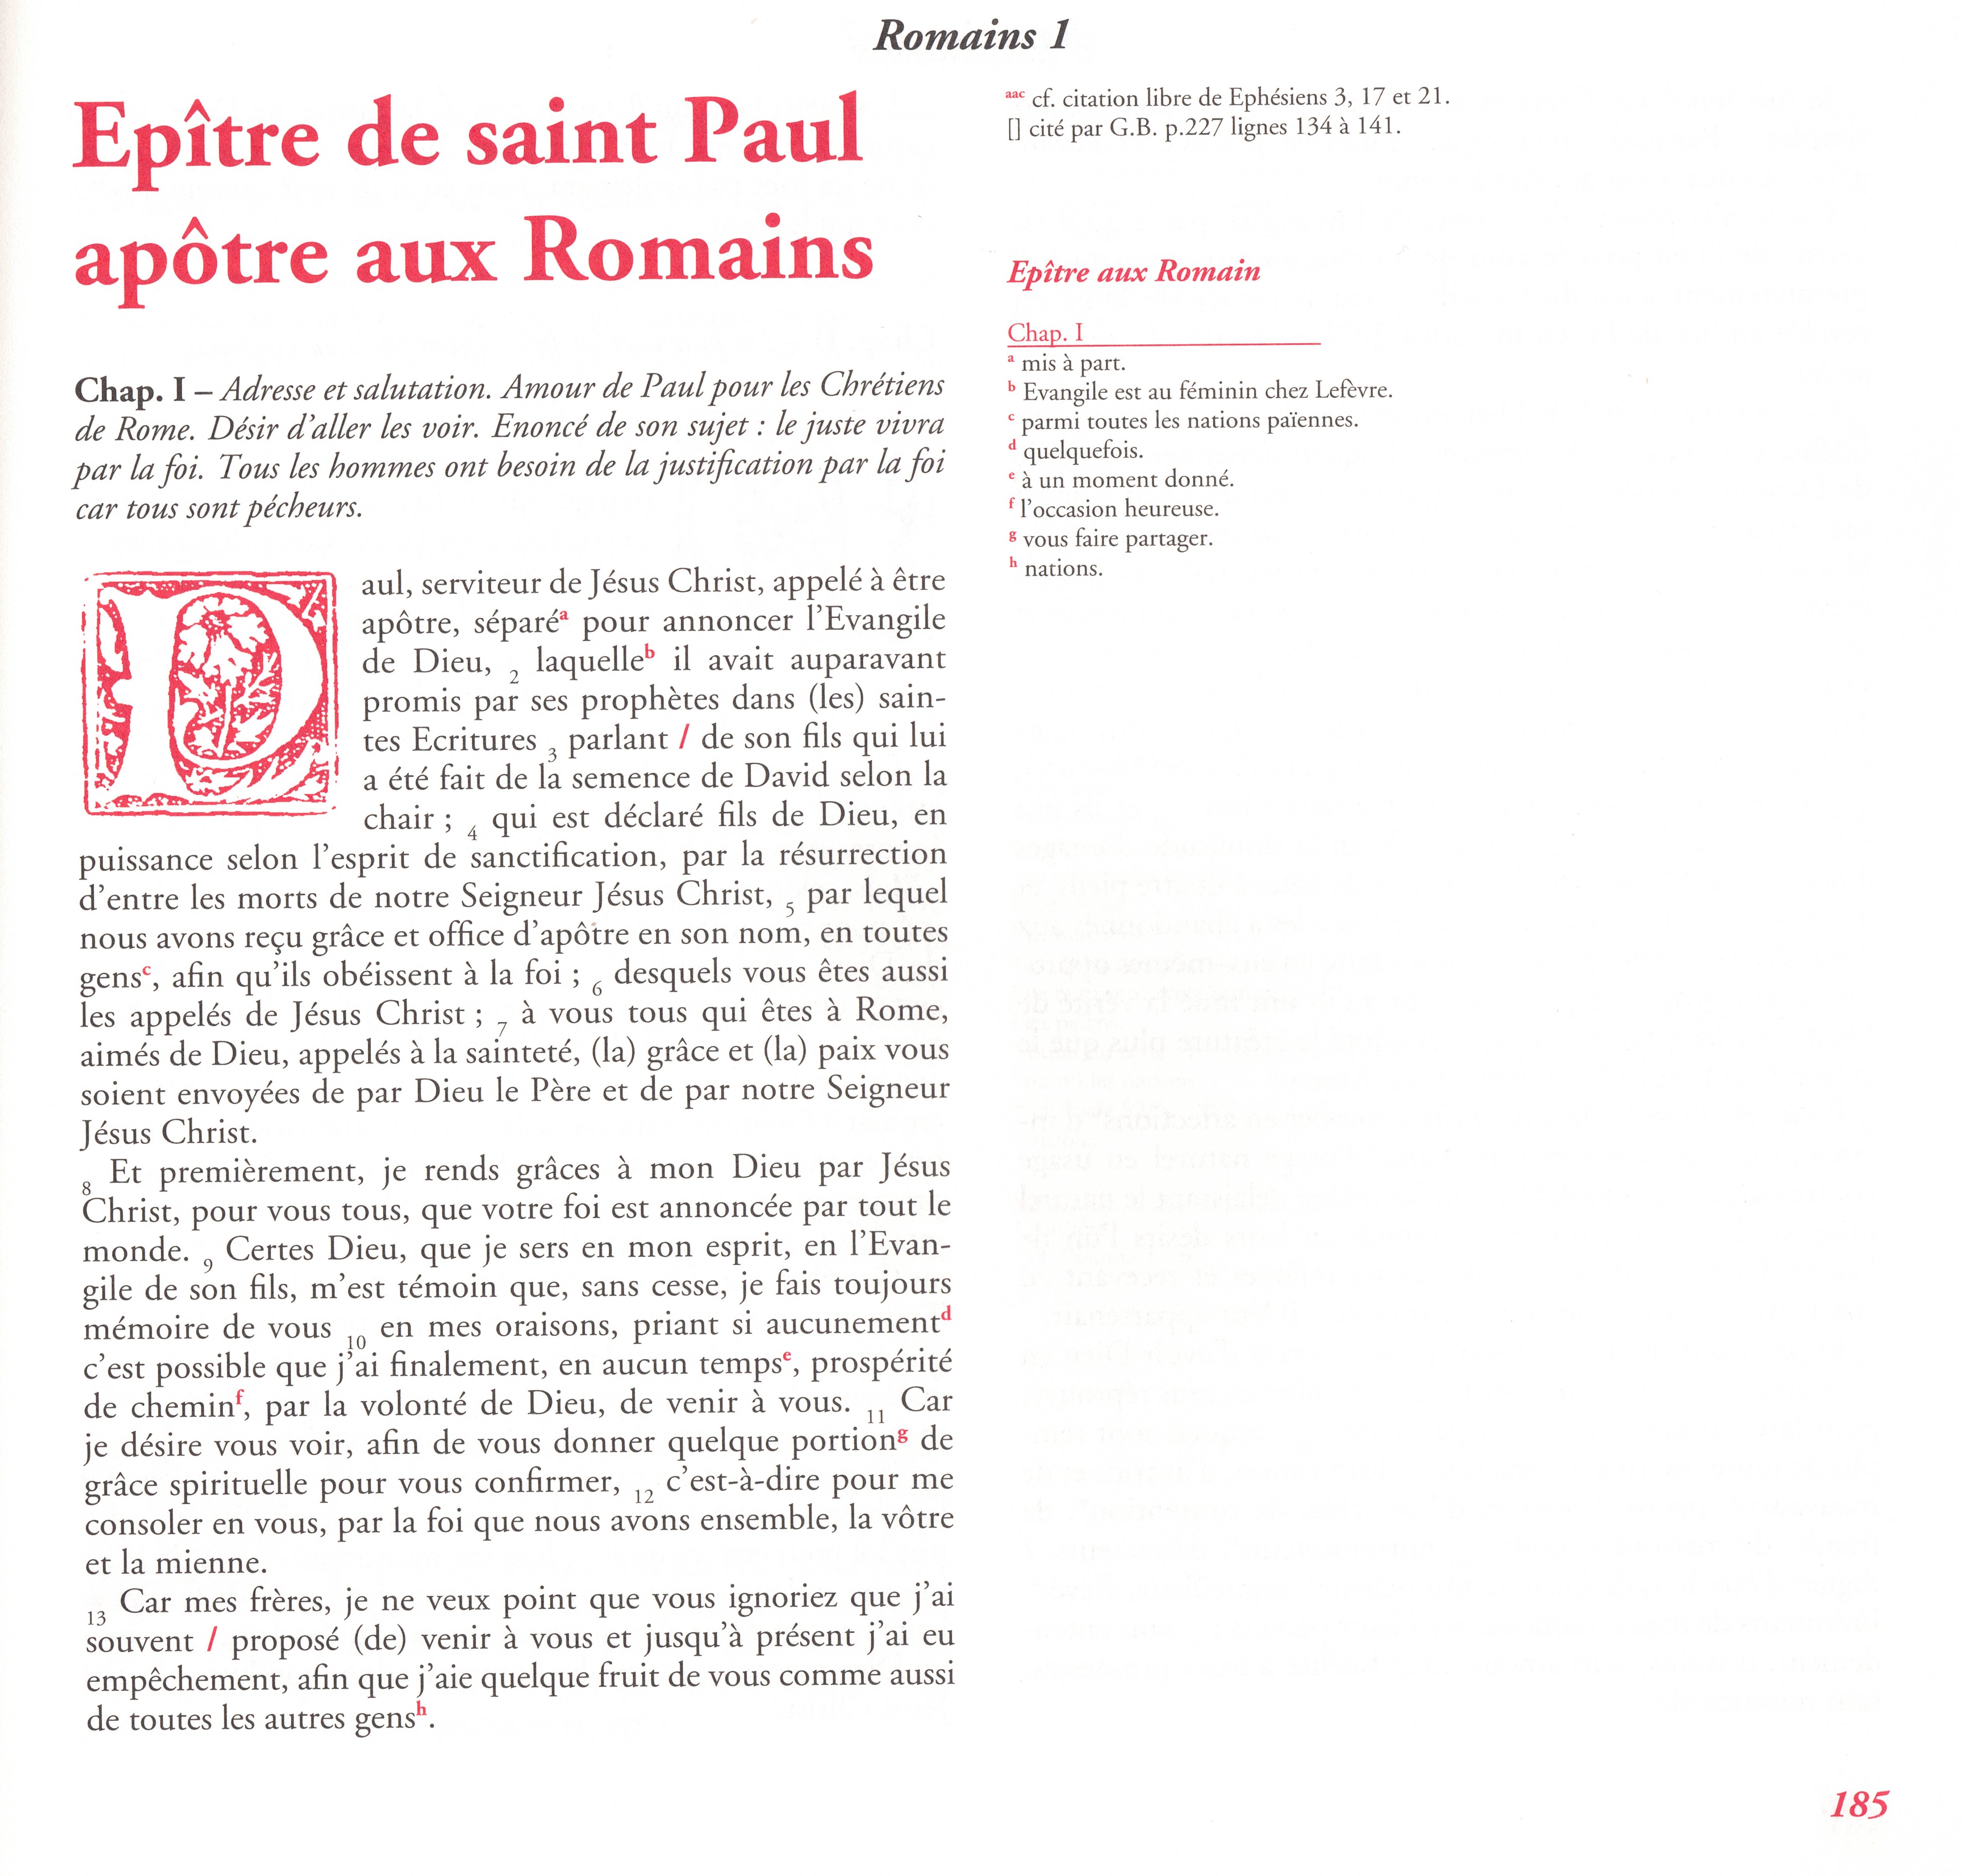 Romains 1
Epître de saint Paul
apôtre aux Romains
Chap. I – Adresse et salutation. Amour de Paul pour les Chrétiens
de Rome. Désir d'aller les voir. Enoncé de son sujet : le juste vivra
par la foi. Tous les hommes ont besoin de la justification par la foi
car tous sont pécheurs.
Daul, serviteur de Jésus Christ, appelé à être
apôtre, séparéᵃ pour annoncer l'Evangile
de Dieu, ₂ laquelleᵇ il avait auparavant
promis par ses prophètes dans (les) sain-
tes Ecritures ₃ parlant / de son fils qui lui
a été fait de la semence de David selon la
chair ; ₄ qui est déclaré fils de Dieu, en
puissance selon l'esprit de sanctification, par la résurrection
d'entre les morts de notre Seigneur Jésus Christ, ₅ par lequel
nous avons reçu grâce et office d'apôtre en son nom, en toutes
gensᶜ, afin qu'ils obéissent à la foi ; ₆ desquels vous êtes aussi
les appelés de Jésus Christ ; ₇ à vous tous qui êtes à Rome,
aimés de Dieu, appelés à la sainteté, (la) grâce et (la) paix vous
soient envoyées de par Dieu le Père et de par notre Seigneur
Jésus Christ.
₈ Et premièrement, je rends grâces à mon Dieu par Jésus
Christ, pour vous tous, que votre foi est annoncée par tout le
monde. ₉ Certes Dieu, que je sers en mon esprit, en l'Evan-
gile de son fils, m'est témoin que, sans cesse, je fais toujours
mémoire de vous ₁₀ en mes oraisons, priant si aucunementᵈ
c'est possible que j'ai finalement, en aucun tempsᵉ, prospérité
de cheminᶠ, par la volonté de Dieu, de venir à vous. ₁₁ Car
je désire vous voir, afin de vous donner quelque portionᵍ de
grâce spirituelle pour vous confirmer, ₁₂ c'est-à-dire pour me
consoler en vous, par la foi que nous avons ensemble, la vôtre
et la mienne.
₁₃ Car mes frères, je ne veux point que vous ignoriez que j'ai
souvent / proposé (de) venir à vous et jusqu'à présent j'ai eu
empêchement, afin que j'aie quelque fruit de vous comme aussi
de toutes les autres gensʰ.
ᵃᵃᶜ cf. citation libre de Ephésiens 3, 17 et 21.
[] cité par G.B. p.227 lignes 134 à 141.
Epître aux Romain
Chap. I
ᵃ mis à part.
ᵇ Evangile est au féminin chez Lefèvre.
ᶜ parmi toutes les nations païennes.
ᵈ quelquefois.
ᵉ à un moment donné.
ᶠ l'occasion heureuse.
ᵍ vous faire partager.
ʰ nations.
185